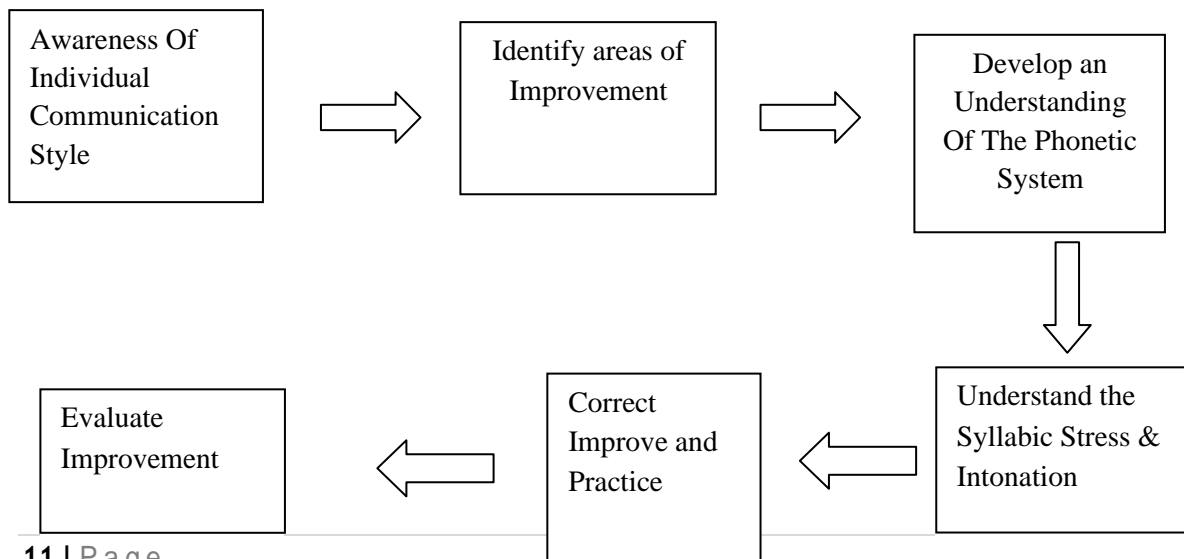 Awareness Of
Individual
Communication
Style
Identify areas of
Improvement
Develop an
Understanding
Of The Phonetic
System
Understand the
Syllabic Stress &
Intonation
Correct
Improve and
Practice
Evaluate
Improvement
11 | Page